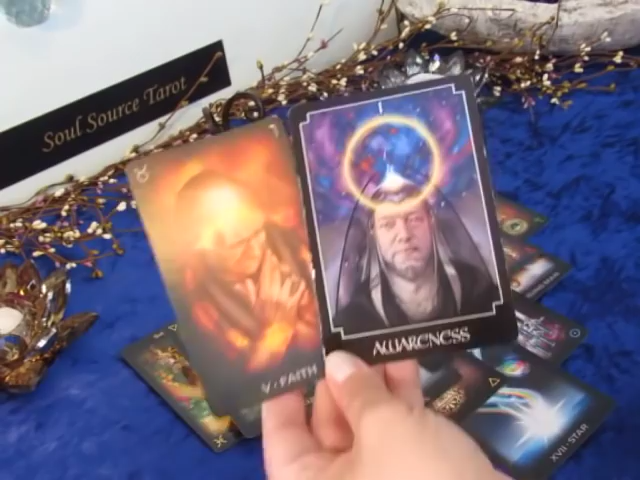 Soul Source Tarot
I
AWARENESS
V · FAITH
XVII · STAR